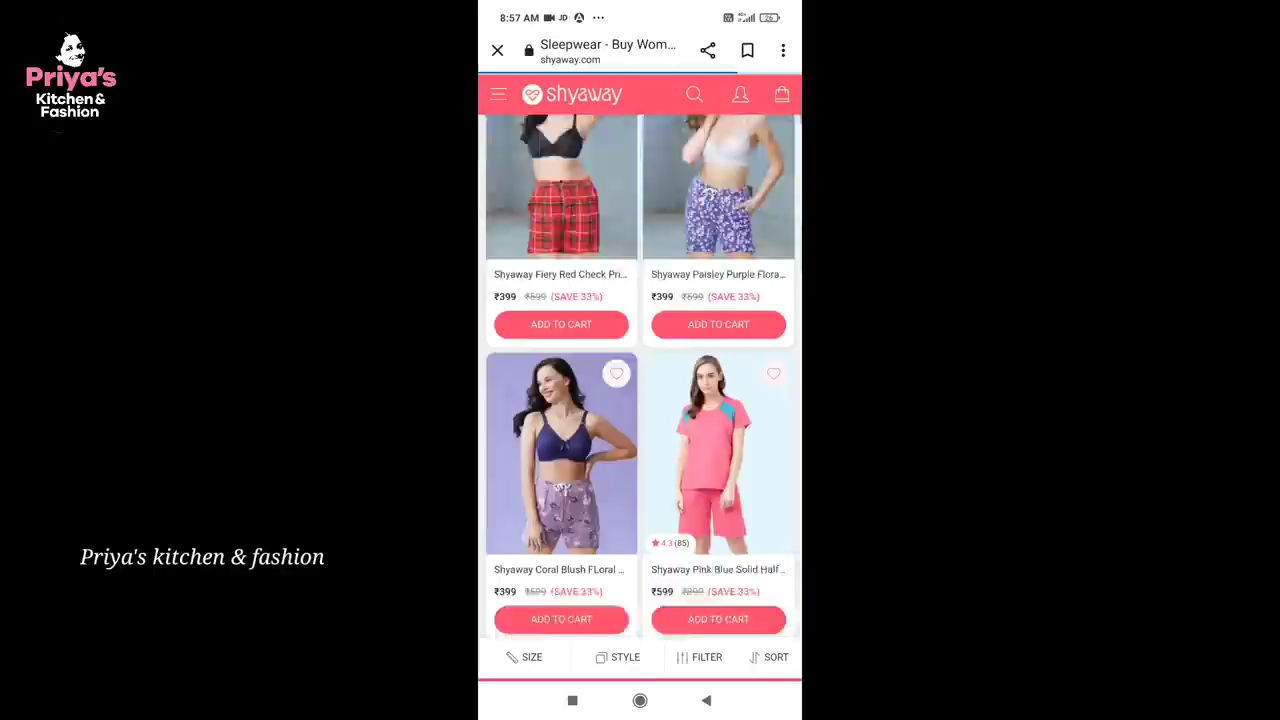 Priya's
Kitchen &
Fashion
8:57 AM JD
26
Sleepwear - Buy Wom...
shyaway.com
shyaway
Shyaway Fiery Red Check Pri...
Shyaway Paisley Purple Flora...
₹399 ₹599 (SAVE 33%)
₹399 ₹599 (SAVE 33%)
ADD TO CART
ADD TO CART
4.3 (85)
Shyaway Coral Blush FLoral ...
Shyaway Pink Blue Solid Half...
₹399 ₹599 (SAVE 33%)
₹599 ₹899 (SAVE 33%)
ADD TO CART
ADD TO CART
SIZE
STYLE
FILTER
SORT
Priya's kitchen & fashion